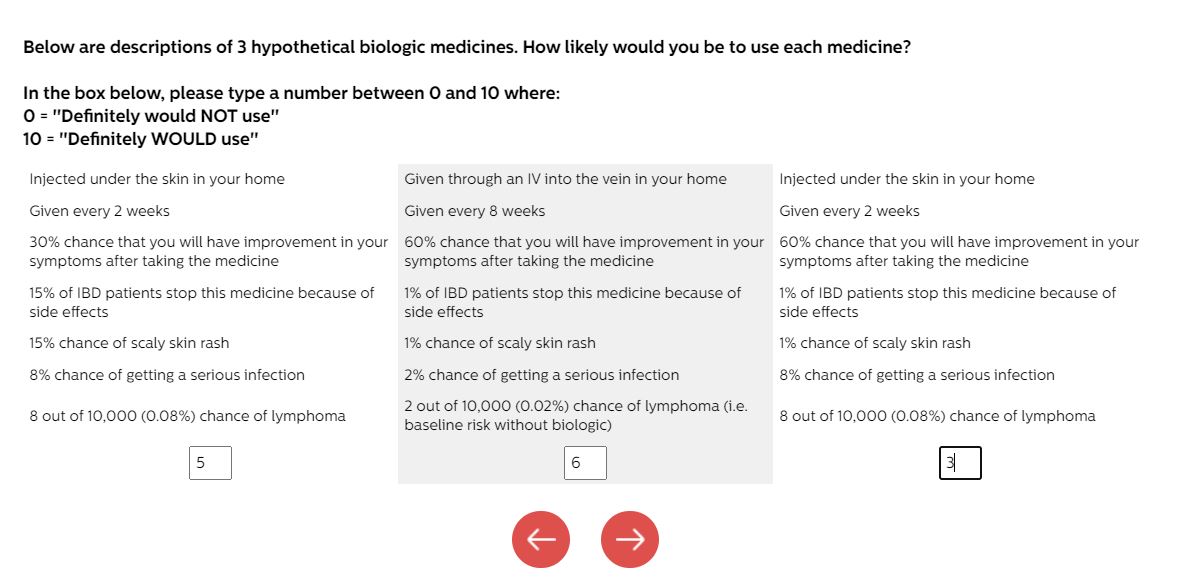 Below are descriptions of 3 hypothetical biologic medicines. How likely would you be to use each medicine?
In the box below, please type a number between 0 and 10 where:
0 = "Definitely would NOT use"
10 = "Definitely WOULD use"
Injected under the skin in your home
Given every 2 weeks
30% chance that you will have improvement in your
symptoms after taking the medicine
15% of IBD patients stop this medicine because of
side effects
15% chance of scaly skin rash
8% chance of getting a serious infection
8 out of 10,000 (0.08%) chance of lymphoma
5
Given through an IV into the vein in your home
Given every 8 weeks
60% chance that you will have improvement in your
symptoms after taking the medicine
1% of IBD patients stop this medicine because of
side effects
1% chance of scaly skin rash
2% chance of getting a serious infection
2 out of 10,000 (0.02%) chance of lymphoma (i.e.
baseline risk without biologic)
6
Injected under the skin in your home
Given every 2 weeks
60% chance that you will have improvement in your
symptoms after taking the medicine
1% of IBD patients stop this medicine because of
side effects
1% chance of scaly skin rash
8% chance of getting a serious infection
8 out of 10,000 (0.08%) chance of lymphoma
3